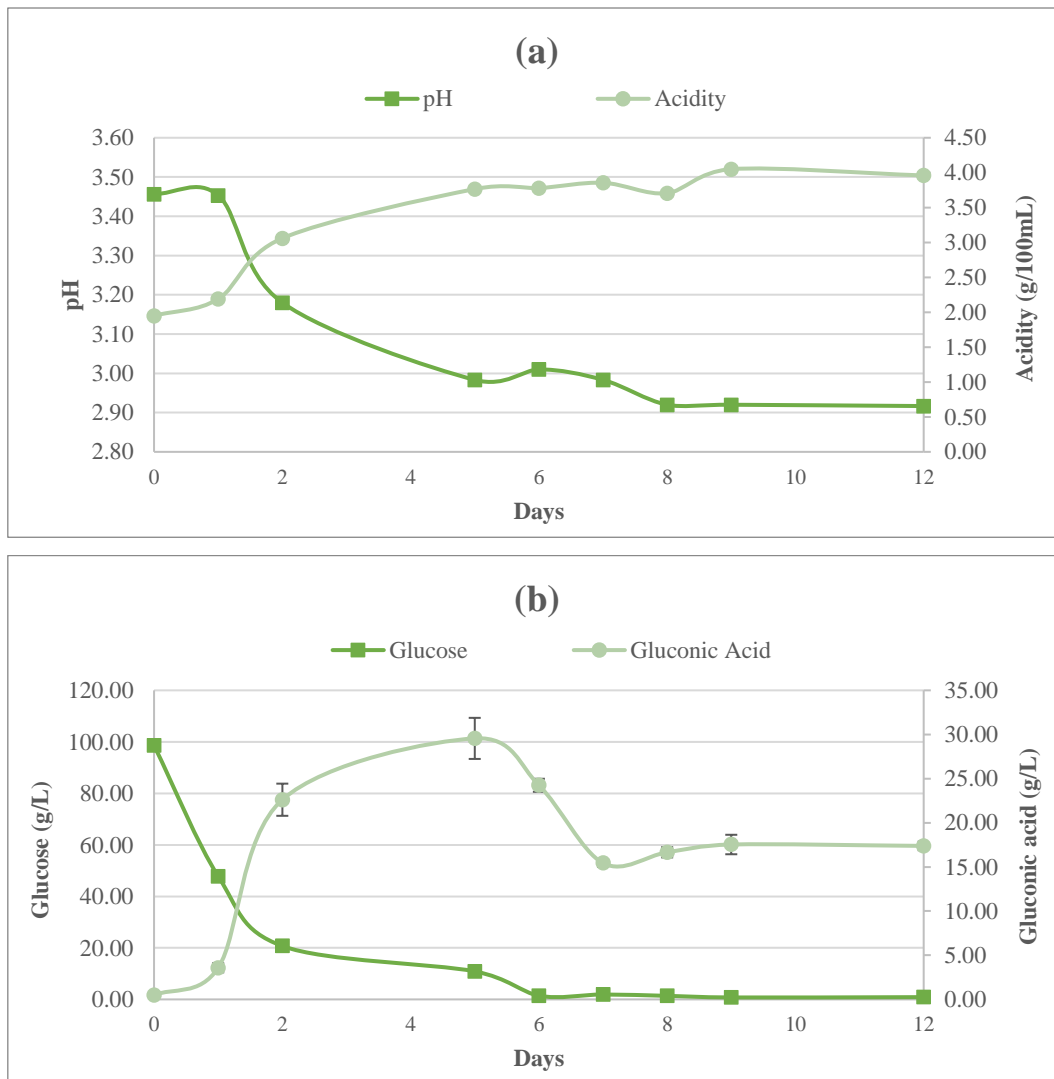 (a)
pH Acidity
3.60 4.50
3.50 4.00
3.40 3.50
3.30 3.00
3.20 2.50
3.10 2.00
3.00 1.50
2.90 1.00
2.80 0.50
0.00
pH
Acidity (g/100mL)
0 2 4 6 8 10 12
Days
(b)
Glucose Gluconic Acid
120.00 35.00
100.00 30.00
80.00 25.00
60.00 20.00
40.00 15.00
20.00 10.00
0.00 5.00
0.00
Glucose (g/L)
Gluconic acid (g/L)
0 2 4 6 8 10 12
Days